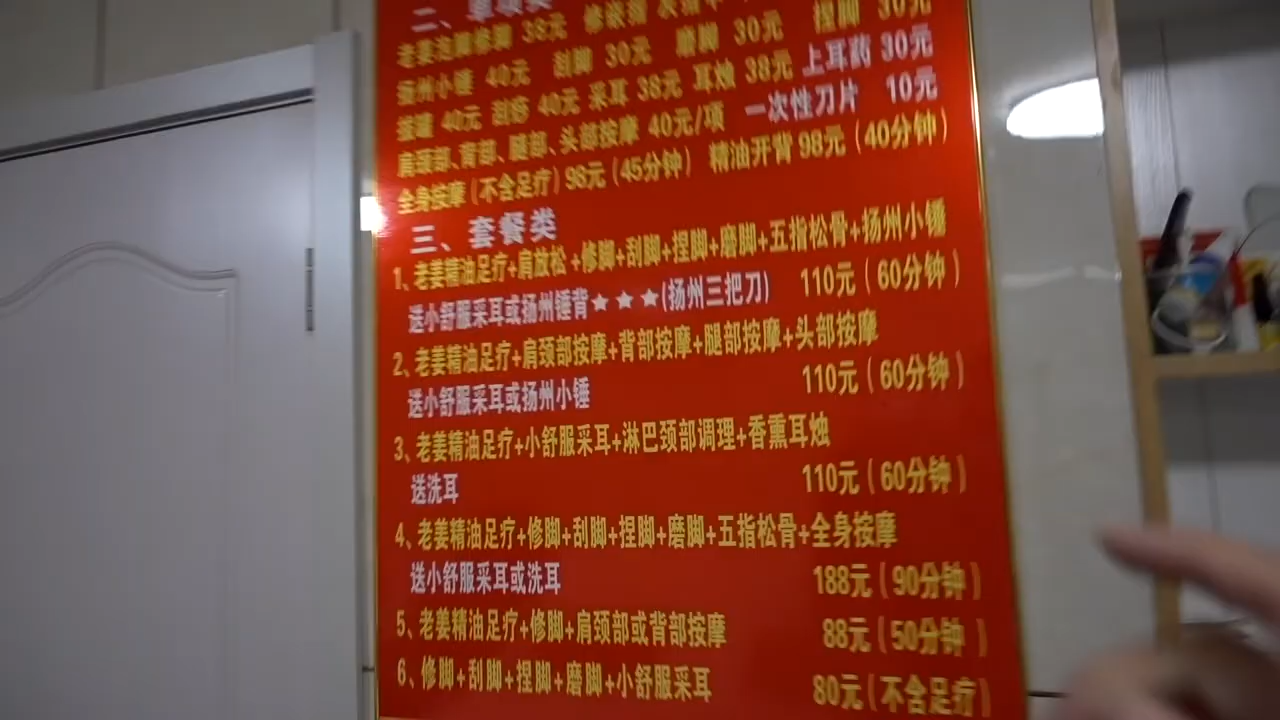 二、单项类
老姜泡脚修脚 38元 捏脚 30元
扬州小锤 40元 刮脚 30元 磨脚 30元 上耳药 30元
拔罐 40元 刮痧 40元 采耳 38元 耳烛 38元 一次性刀片 10元
肩颈部、背部、腿部、头部按摩 40元/项
全身按摩(不含足疗)98元(45分钟) 精油开背98元(40分钟)
三、套餐类
1、老姜精油足疗+肩放松+修脚+刮脚+捏脚+磨脚+五指松骨+扬州小锤
送小舒服采耳或扬州锤背★★★(扬州三把刀) 110元(60分钟)
2、老姜精油足疗+肩颈部按摩+背部按摩+腿部按摩+头部按摩
送小舒服采耳或扬州小锤 110元(60分钟)
3、老姜精油足疗+小舒服采耳+淋巴颈部调理+香熏耳烛
送洗耳 110元(60分钟)
4、老姜精油足疗+修脚+刮脚+捏脚+磨脚+五指松骨+全身按摩
送小舒服采耳或洗耳 188元(90分钟)
5、老姜精油足疗+修脚+肩颈部或背部按摩 88元(50分钟)
6、修脚+刮脚+捏脚+磨脚+小舒服采耳 80元(不含足疗)